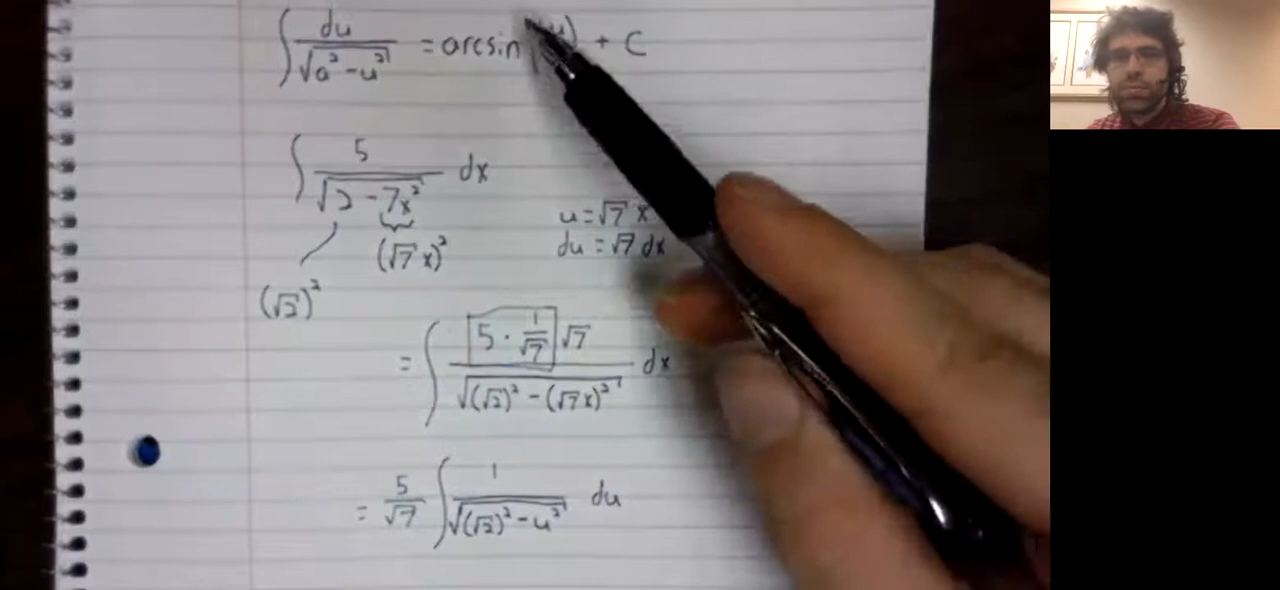 ∫ du / √(a² - u²) = arcsin u) + C
∫ 5 / √(2 - 7x²) dx
u = √7 x
(√7 x)²
du = √7 dx
(√2)²
= ∫ 5 · 1/√7 √7 / √((√2)² - (√7x)²) dx
= 5/√7 ∫ 1 / √((√2)² - u²) du